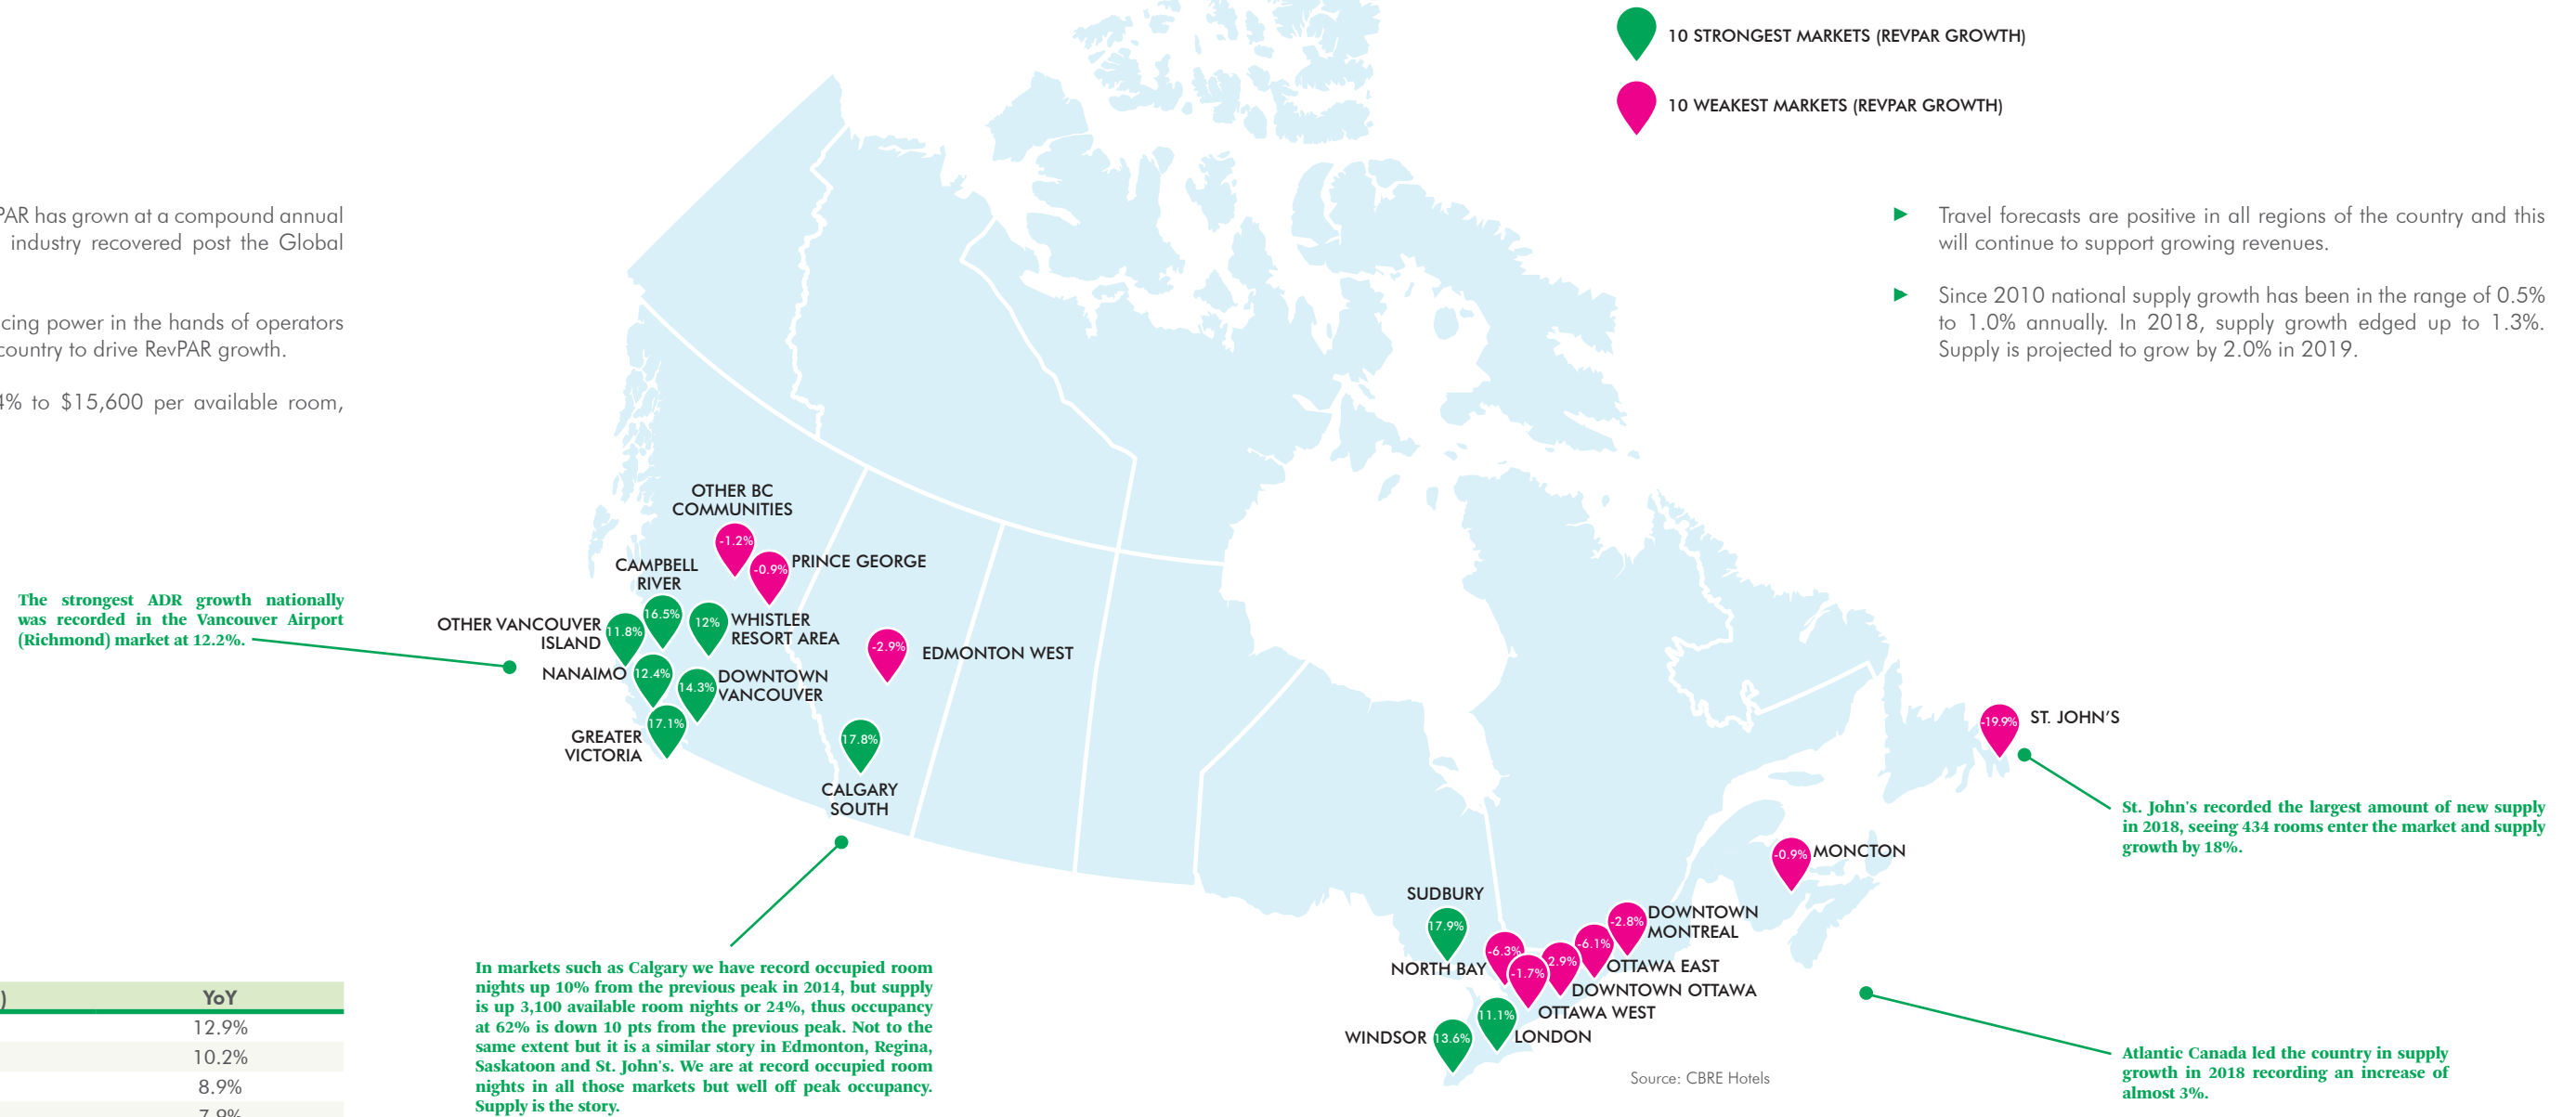 10 STRONGEST MARKETS (REVPAR GROWTH)
10 WEAKEST MARKETS (REVPAR GROWTH)
PAR has grown at a compound annual
industry recovered post the Global
cing power in the hands of operators
country to drive RevPAR growth.
4% to $15,600 per available room,
► Travel forecasts are positive in all regions of the country and this
will continue to support growing revenues.
► Since 2010 national supply growth has been in the range of 0.5%
to 1.0% annually. In 2018, supply growth edged up to 1.3%.
Supply is projected to grow by 2.0% in 2019.
OTHER BC
COMMUNITIES
-1.2%
-0.9% PRINCE GEORGE
CAMPBELL
RIVER
16.5%
12% WHISTLER
RESORT AREA
OTHER VANCOUVER
ISLAND
11.8%
NANAIMO 12.4%
14.3% DOWNTOWN
VANCOUVER
17.1%
GREATER
VICTORIA
-2.9% EDMONTON WEST
17.8%
CALGARY
SOUTH
The strongest ADR growth nationally
was recorded in the Vancouver Airport
(Richmond) market at 12.2%.
-19.9% ST. JOHN'S
St. John's recorded the largest amount of new supply
in 2018, seeing 434 rooms enter the market and supply
growth by 18%.
-0.9% MONCTON
SUDBURY
17.9%
-2.8% DOWNTOWN
MONTREAL
-6.3%
NORTH BAY
-6.1%
OTTAWA EAST
2.9%
DOWNTOWN OTTAWA
-1.7%
OTTAWA WEST
11.1%
LONDON
WINDSOR 13.6%
In markets such as Calgary we have record occupied room
nights up 10% from the previous peak in 2014, but supply
is up 3,100 available room nights or 24%, thus occupancy
at 62% is down 10 pts from the previous peak. Not to the
same extent but it is a similar story in Edmonton, Regina,
Saskatoon and St. John's. We are at record occupied room
nights in all those markets but well off peak occupancy.
Supply is the story.
Source: CBRE Hotels
Atlantic Canada led the country in supply
growth in 2018 recording an increase of
almost 3%.
) YoY
12.9%
10.2%
8.9%
7.9%